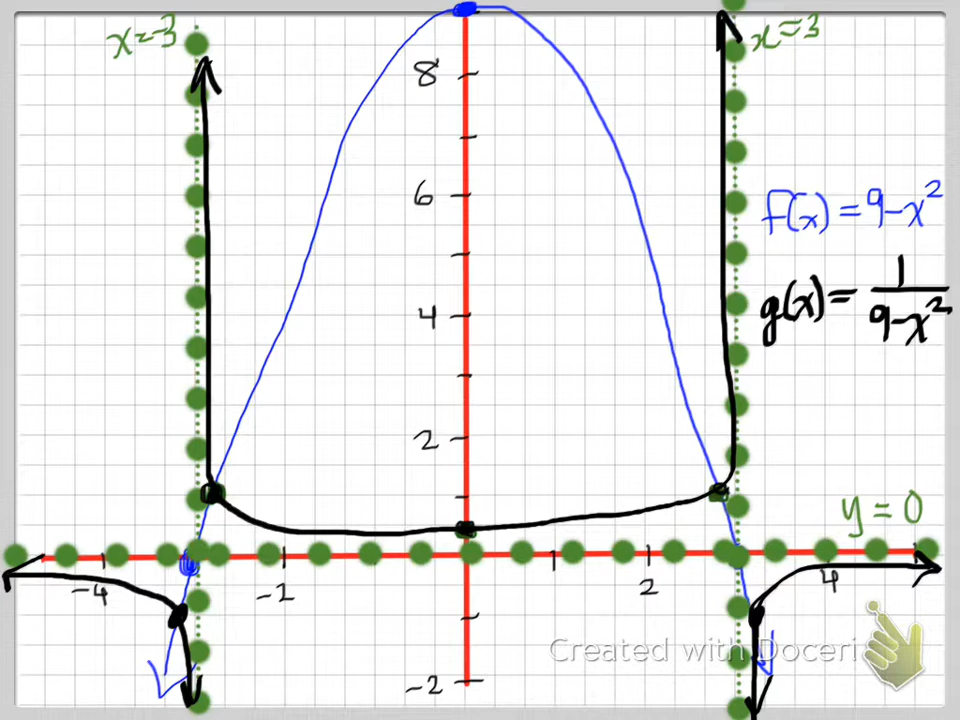 x=-3
x=3
8
6
f(x)=9-x²
4
g(x)=1/(9-x²)
2
y=0
-4
-1
2
4
Created with Doceri
-2